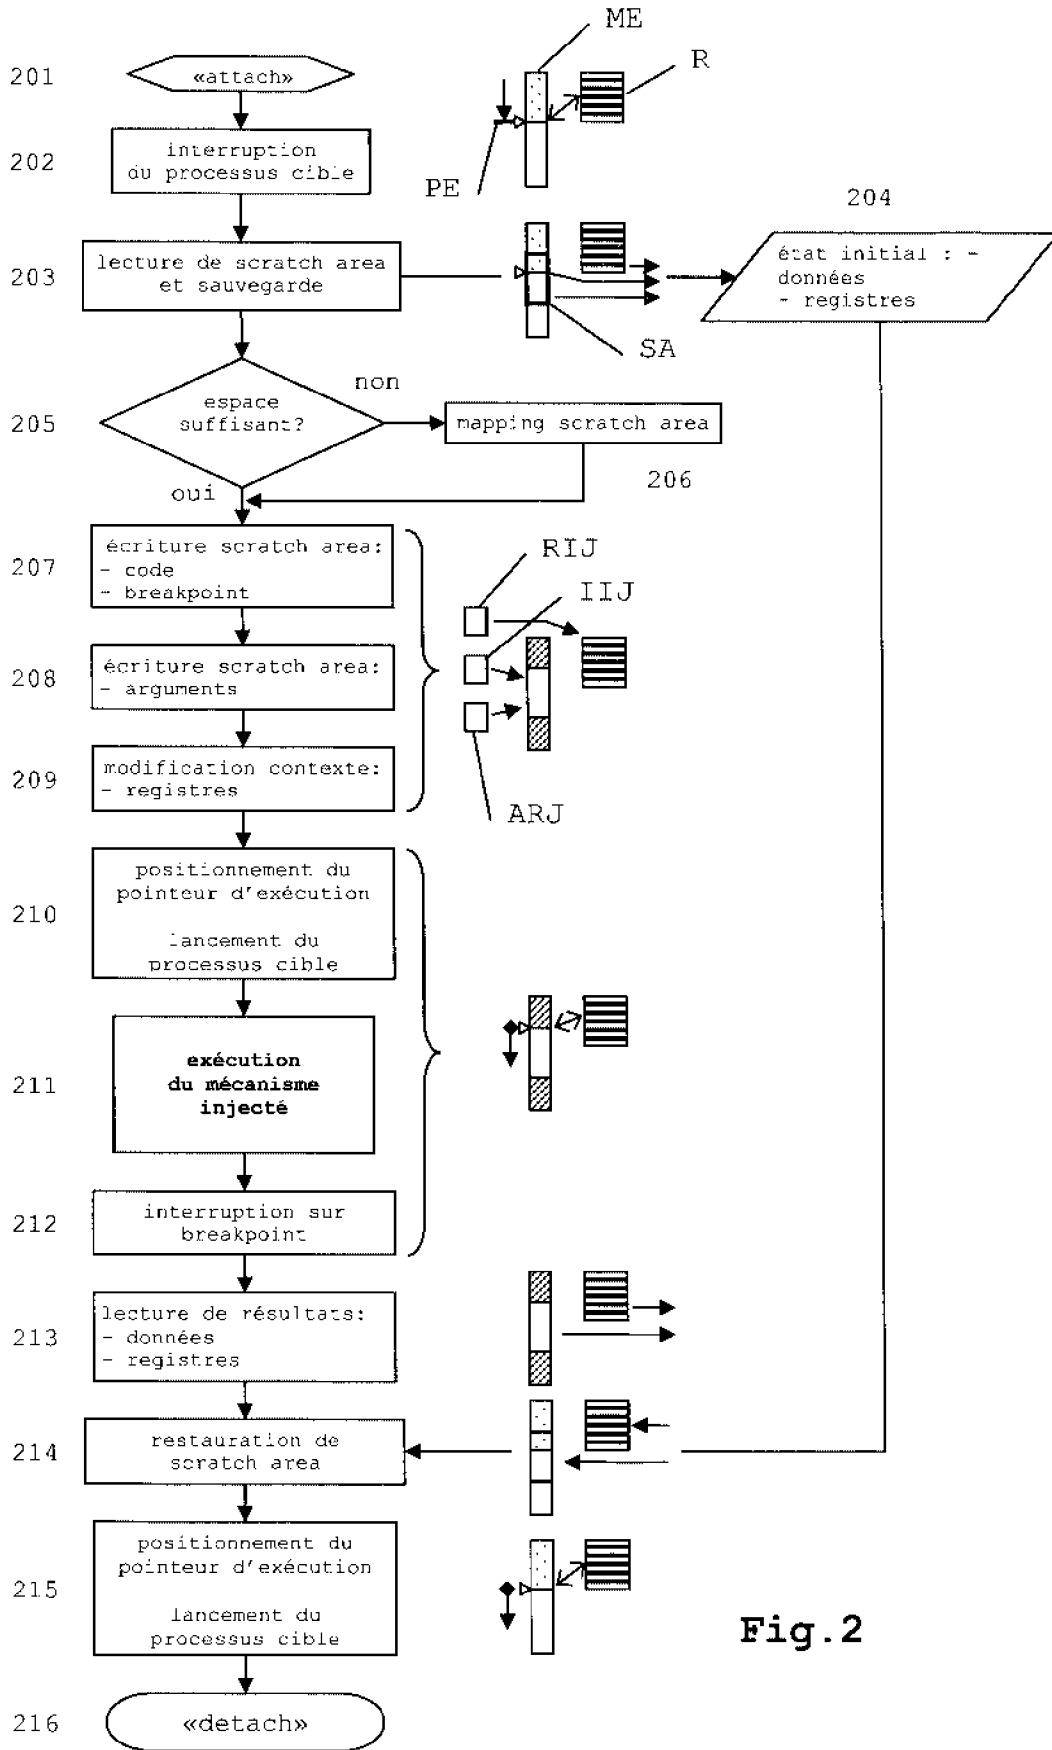 ME
201
«attach»
R
202
interruption
du processus cible
PE
204
203
lecture de scratch area
et sauvegarde
état initial : -
données
- registres
SA
non
205
espace
suffisant?
mapping scratch area
206
oui
207
écriture scratch area:
- code
- breakpoint
RIJ
IIJ
208
écriture scratch area:
- arguments
209
modification contexte:
- registres
ARJ
210
positionnement du
pointeur d'exécution
lancement du
processus cible
211
exécution
du mécanisme
injecté
212
interruption sur
breakpoint
213
lecture de résultats:
- données
- registres
214
restauration de
scratch area
215
positionnement du
pointeur d'exécution
lancement du
processus cible
Fig.2
216
«detach»